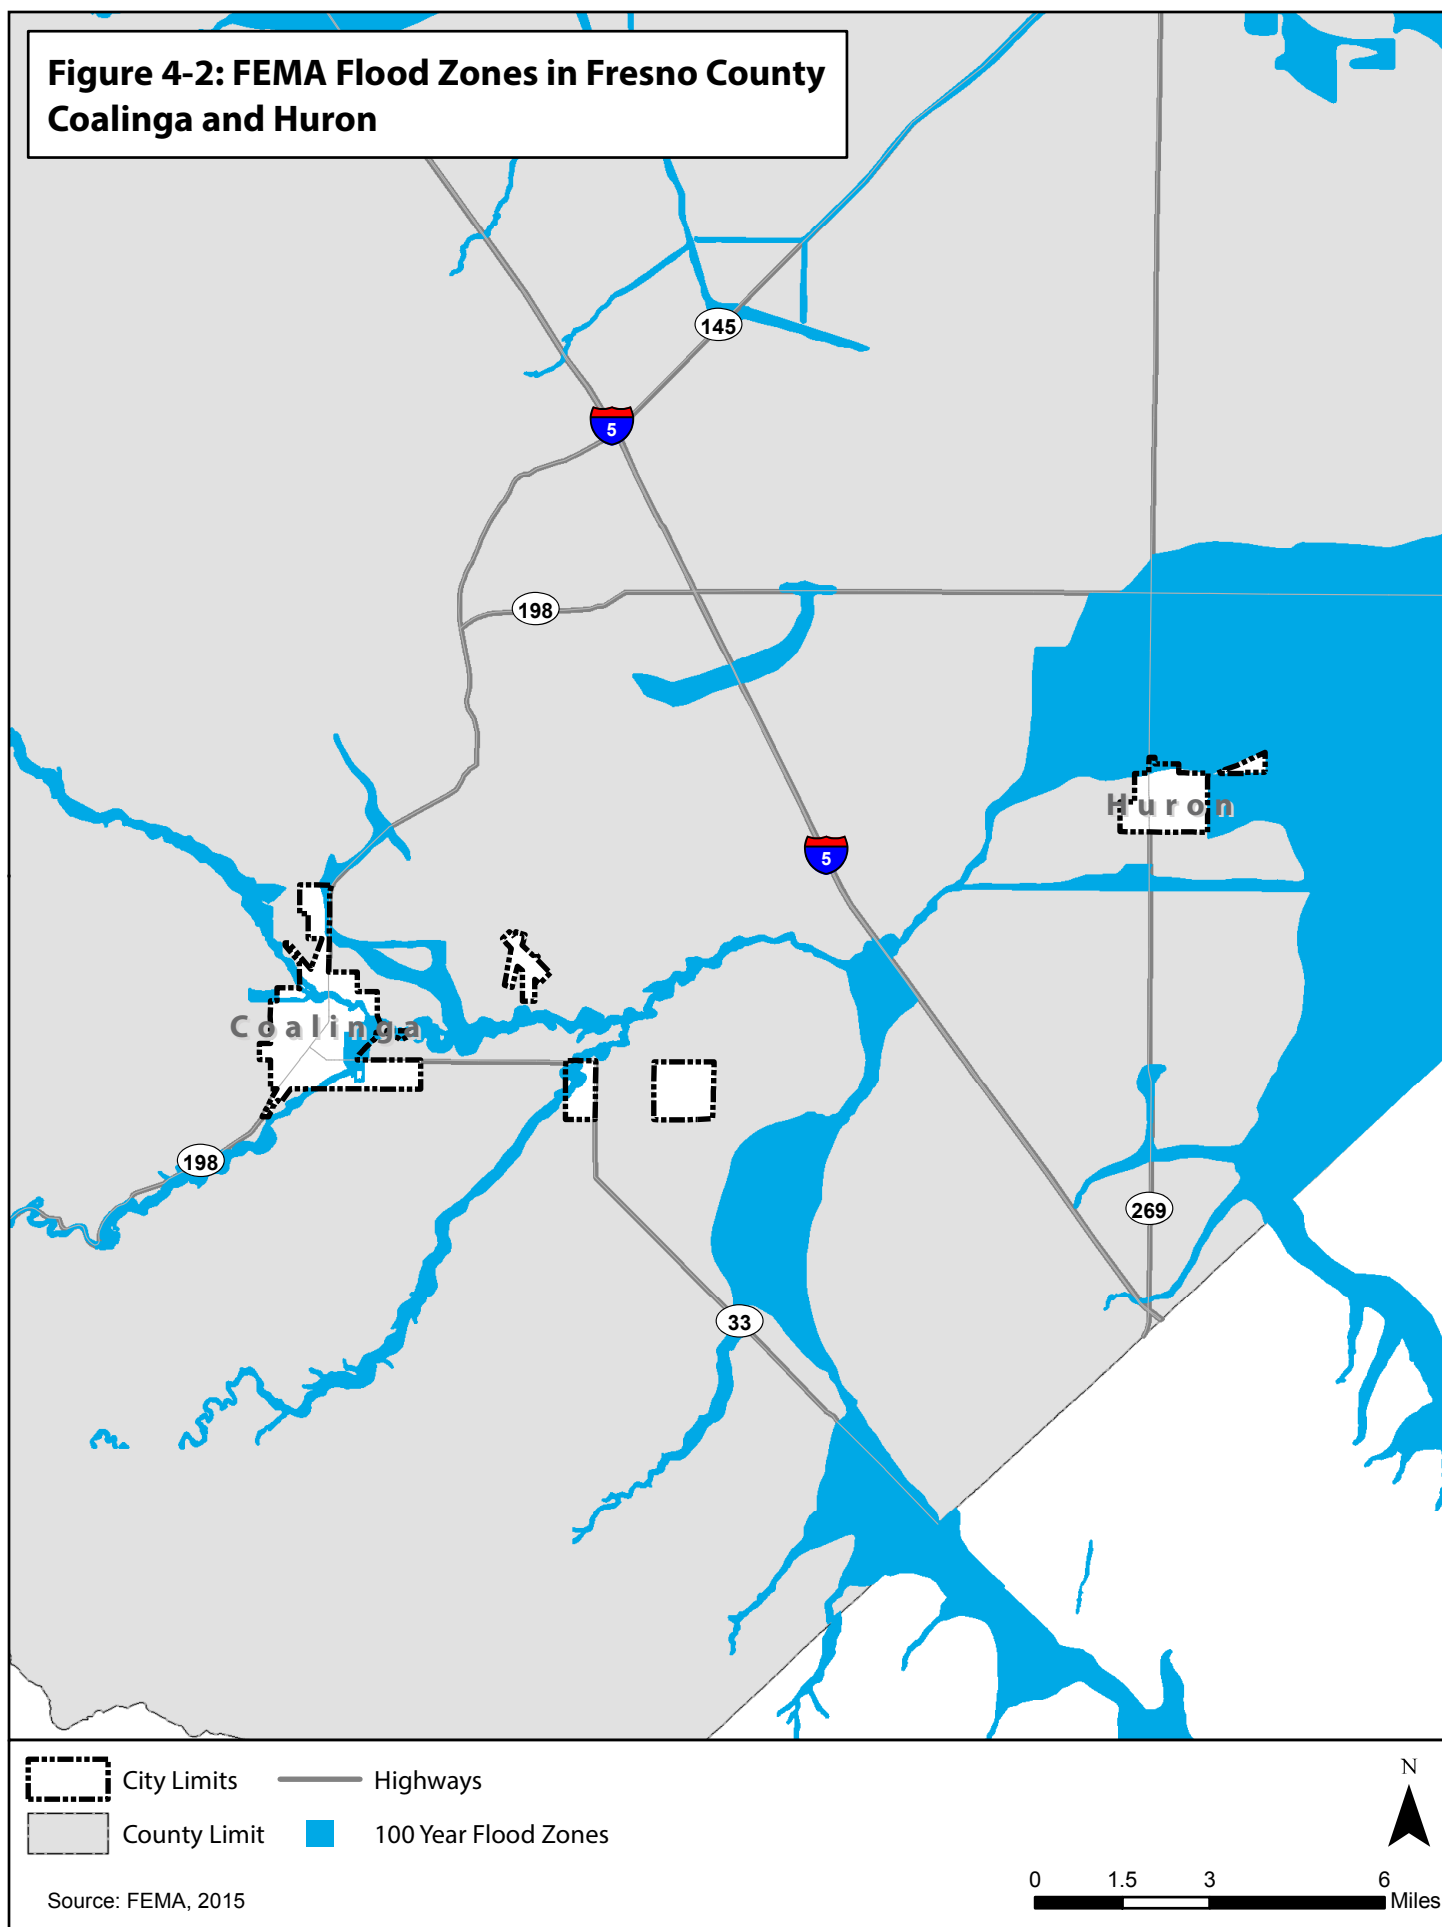 Figure 4-2: FEMA Flood Zones in Fresno County
Coalinga and Huron
145
5
198
Huron
5
Coalinga
198
269
33
City Limits
Highways
County Limit
100 Year Flood Zones
Source: FEMA, 2015
N
0 1.5 3 6
Miles